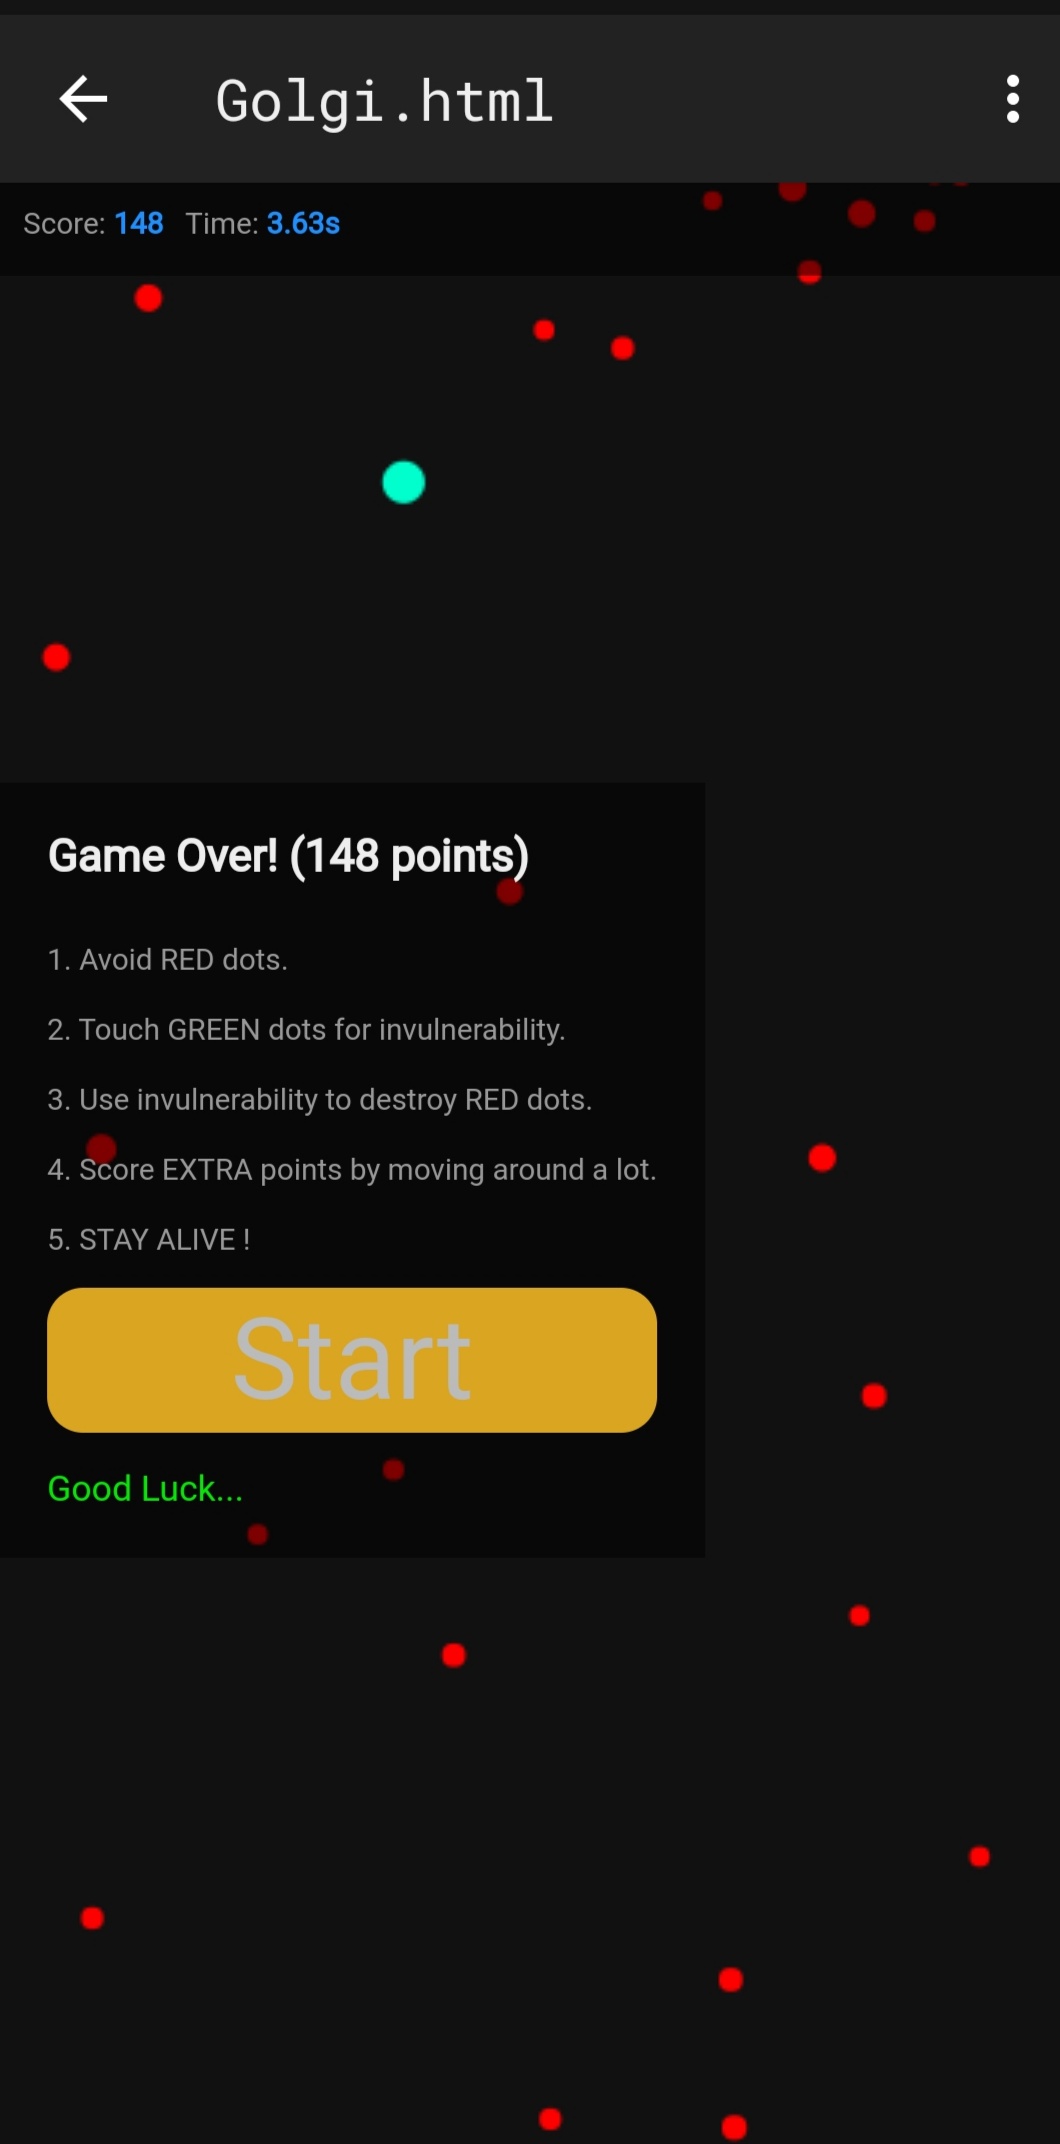 Golgi.html
Score: 148 Time: 3.63s
Game Over! (148 points)
1. Avoid RED dots.
2. Touch GREEN dots for invulnerability.
3. Use invulnerability to destroy RED dots.
4. Score EXTRA points by moving around a lot.
5. STAY ALIVE !
Start
Good Luck...